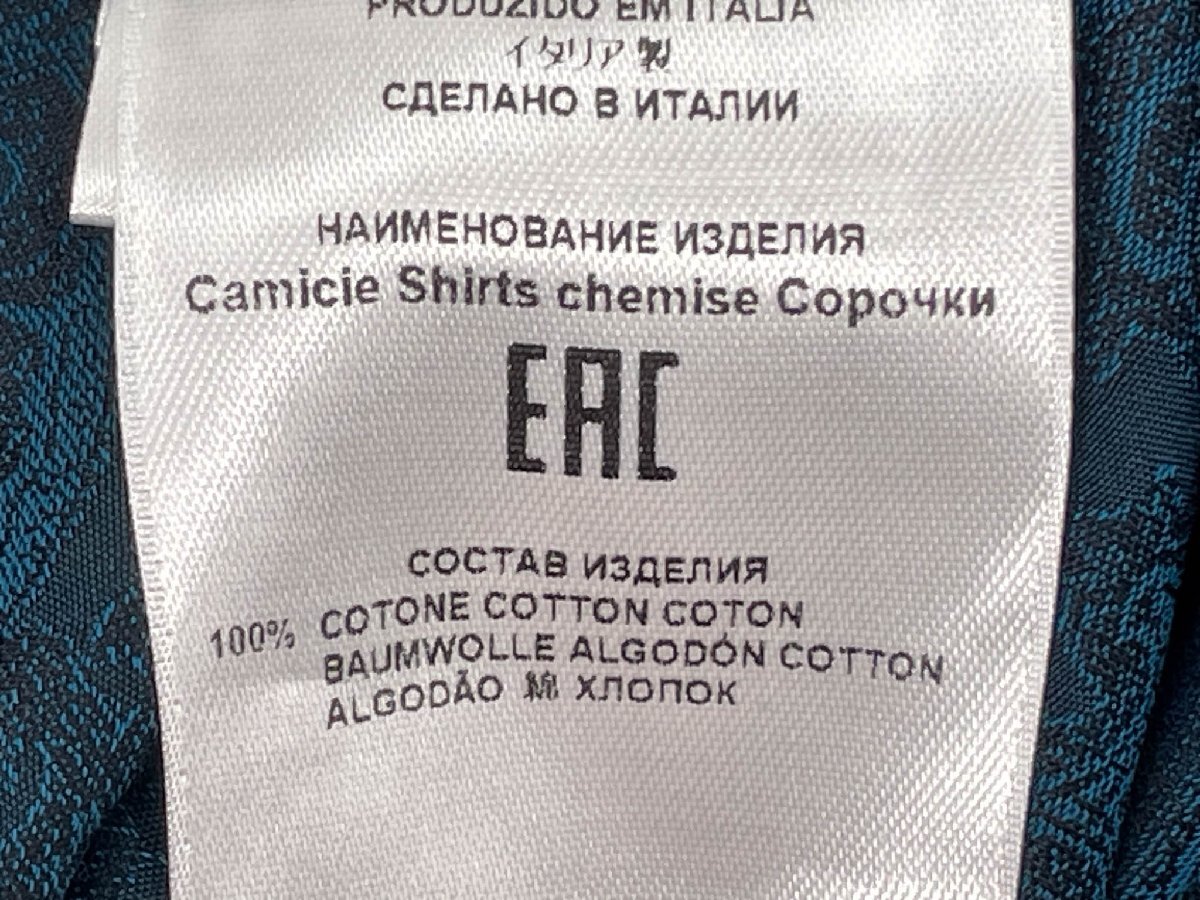 PRODUZIDO EM ITALIA
イタリア製
СДЕЛАНО В ИТАЛИИ
НАИМЕНОВАНИЕ ИЗДЕЛИЯ
Camicie Shirts chemise Сорочки
EAC
СОСТАВ ИЗДЕЛИЯ
100% COTONE COTTON COTON
BAUMWOLLE ALGODÓN COTTON
ALGODÃO 綿 ХЛОПОК